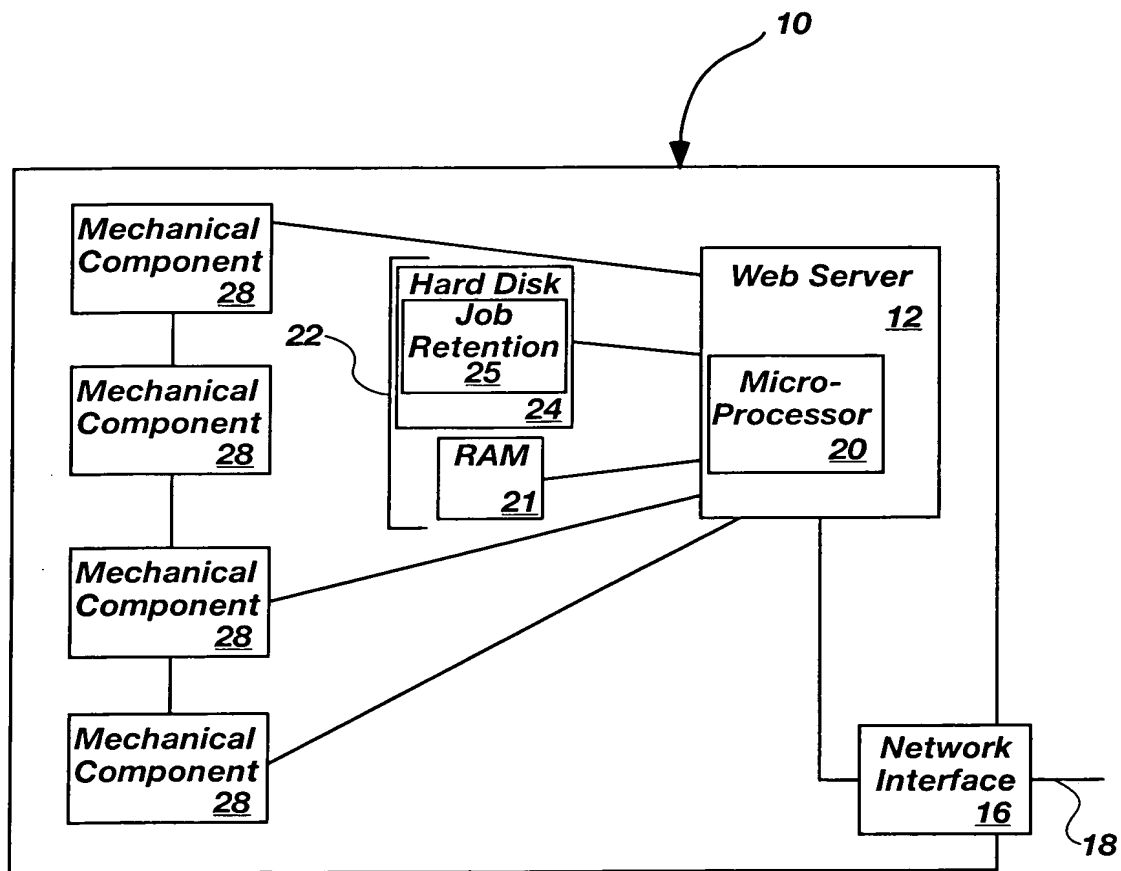 10
Mechanical
Component
28
Hard Disk
Job
Retention
25
24
22
Web Server
12
Micro-
Processor
20
Mechanical
Component
28
RAM
21
Mechanical
Component
28
Mechanical
Component
28
Network
Interface
16
18